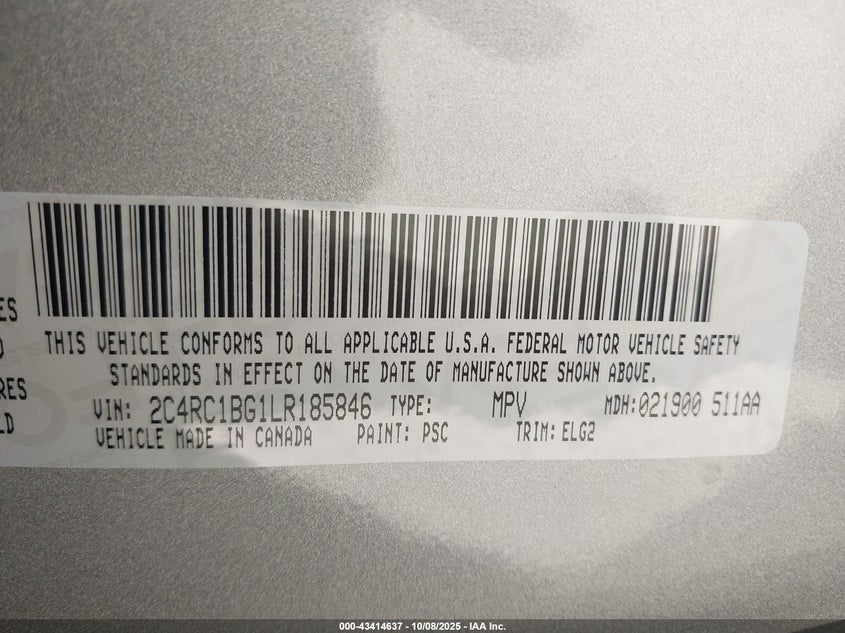 ES
THIS VEHICLE CONFORMS TO ALL APPLICABLE U.S.A. FEDERAL MOTOR VEHICLE SAFETY
STANDARDS IN EFFECT ON THE DATE OF MANUFACTURE SHOWN ABOVE.
RES
VIN: 2C4RC1BG1LR185846 TYPE: MPV MDH:021900 511AA
LD
VEHICLE MADE IN CANADA PAINT: PSC TRIM: ELG2
000-43414637 - 10/08/2025 - IAA Inc.